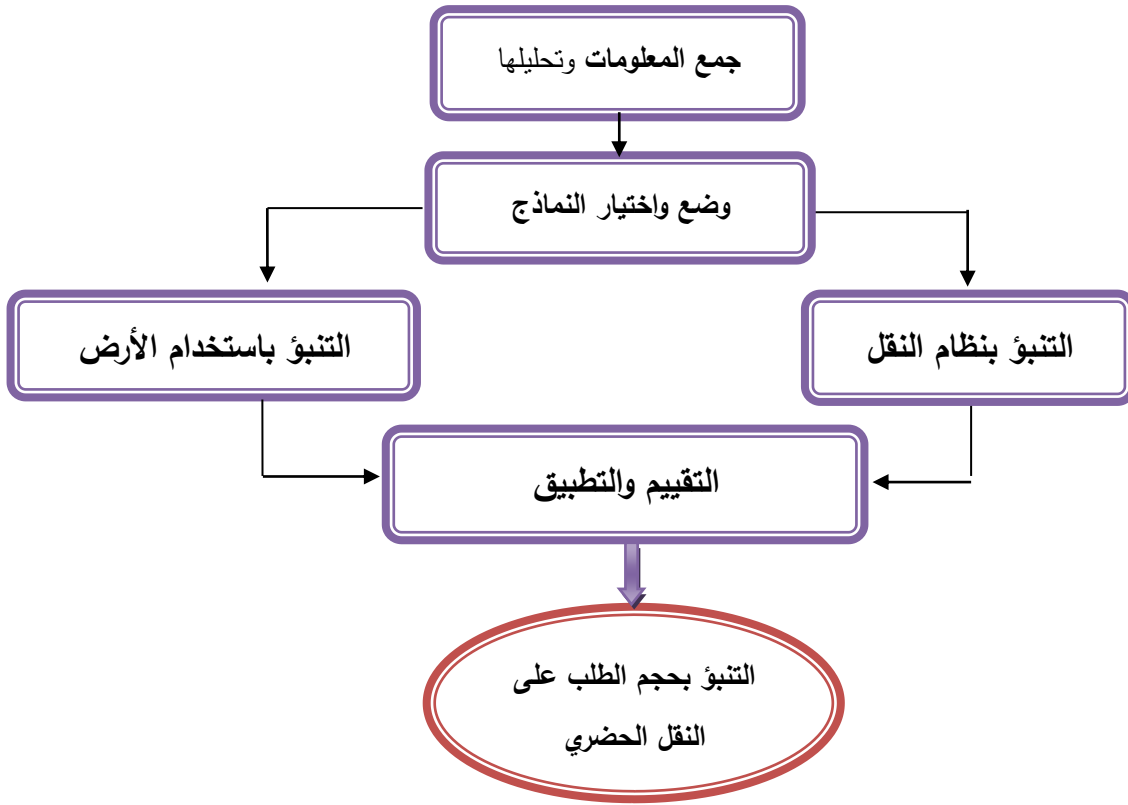 جمع المعلومات وتحليلها
وضع واختيار النماذج
التنبؤ بنظام النقل
التنبؤ باستخدام الأرض
التقييم والتطبيق
التنبؤ بحجم الطلب على
النقل الحضري